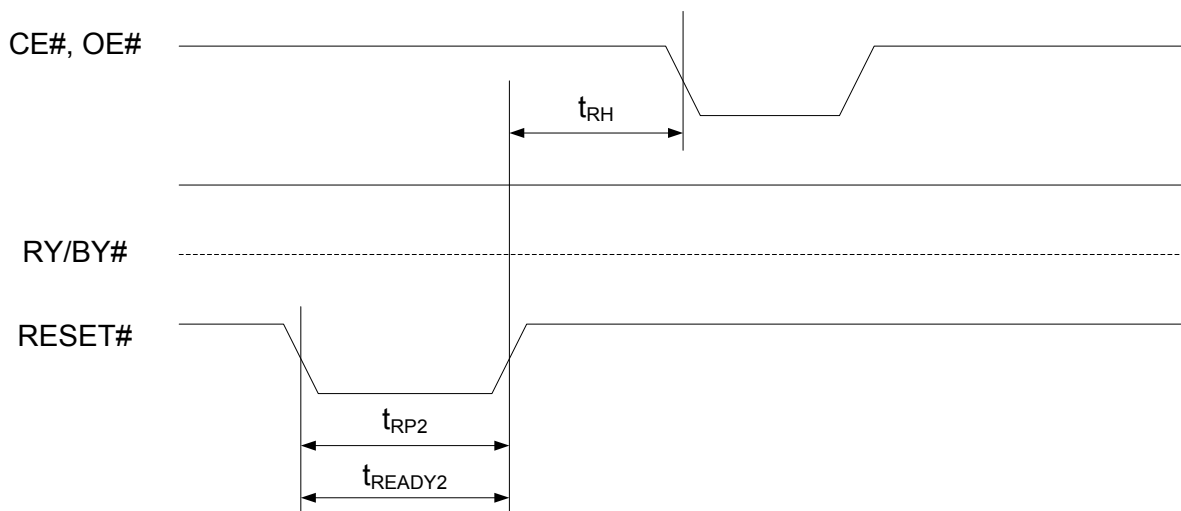 CE#, OE#
tRH
RY/BY#
RESET#
tRP2
tREADY2